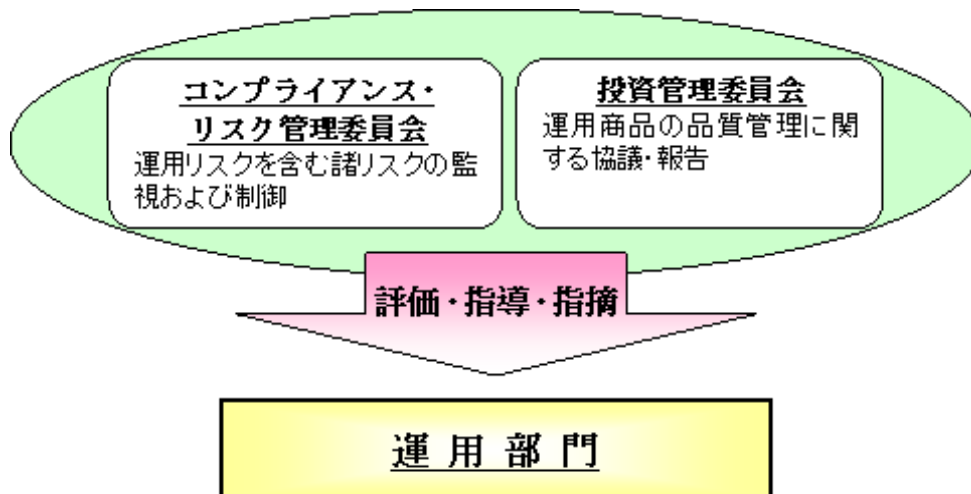 コンプライアンス・
リスク管理委員会
運用リスクを含む諸リスクの監
視および制御
投資管理委員会
運用商品の品質管理に関
する協議・報告
評価・指導・指摘
運用部門